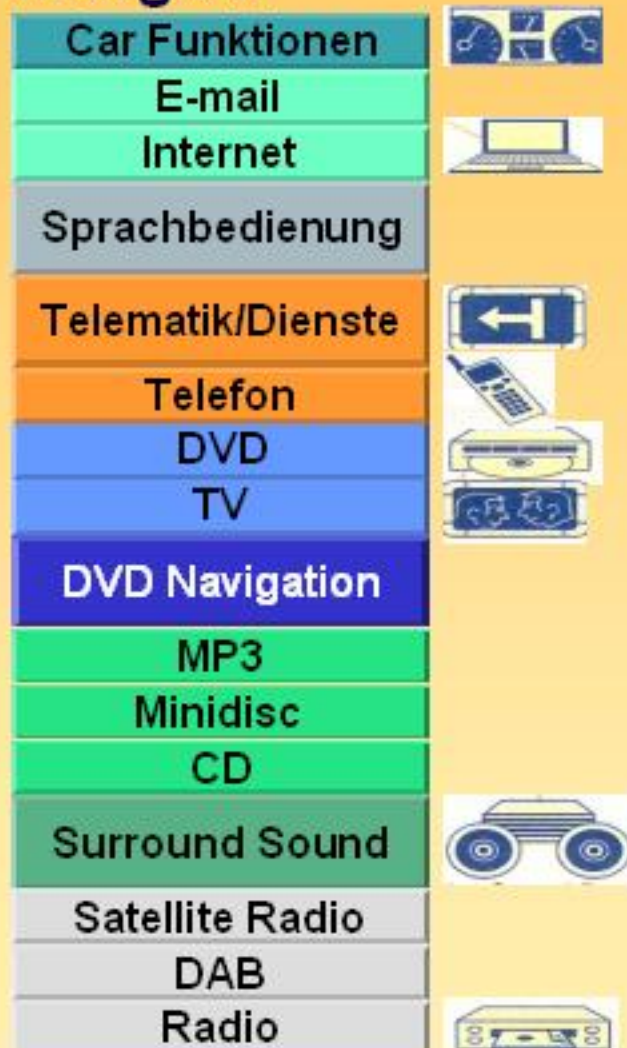 Car Funktionen
E-mail
Internet
Sprachbedienung
Telematik/Dienste
Telefon
DVD
TV
DVD Navigation
MP3
Minidisc
CD
Surround Sound
Satellite Radio
DAB
Radio